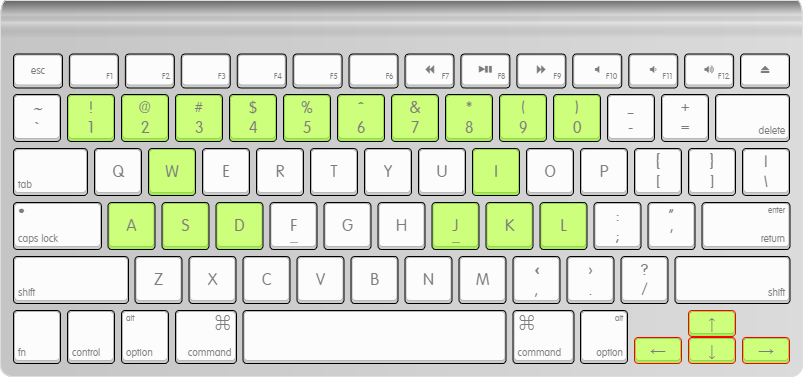 esc F1 F2 F3 F4 F5 F6 F7 F8 F9 F10 F11 F12
~ ! @ # $ % ^ & * ( ) _ +
` 1 2 3 4 5 6 7 8 9 0 - = delete
tab Q W E R T Y U I O P { } |
[ ] \
caps lock A S D F G H J K L : " enter
; ' return
shift Z X C V B N M < > ? shift
, . /
alt ⌘ ⌘ alt ↑
fn control option command command option ← ↓ →